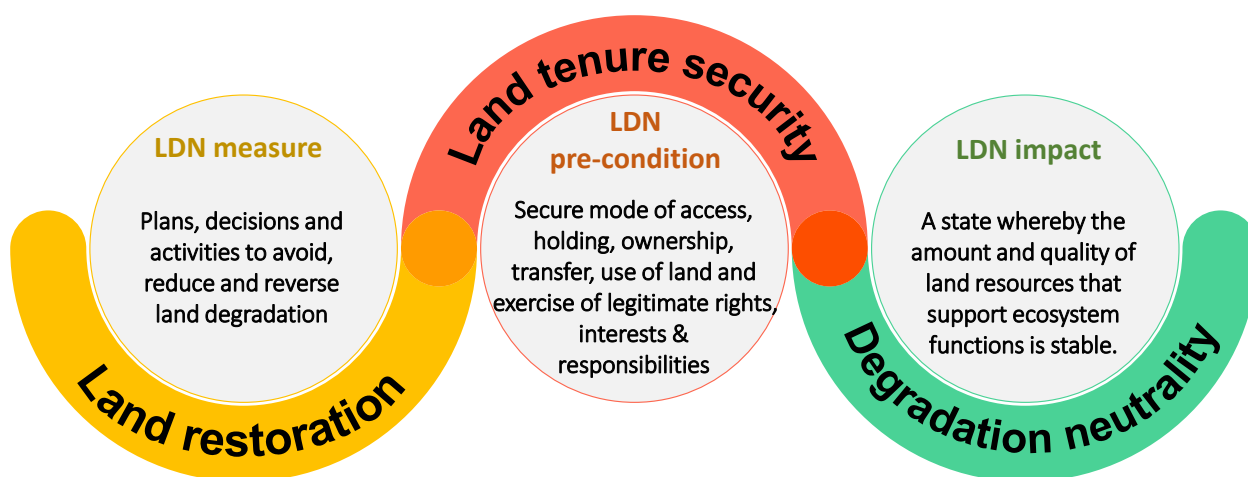 LDN measure
Plans, decisions and
activities to avoid,
reduce and reverse
land degradation
Land restoration
Land tenure security
LDN
pre-condition
Secure mode of access,
holding, ownership,
transfer, use of land and
exercise of legitimate rights,
interests &
responsibilities
LDN impact
A state whereby the
amount and quality of
land resources that
support ecosystem
functions is stable.
Degradation neutrality